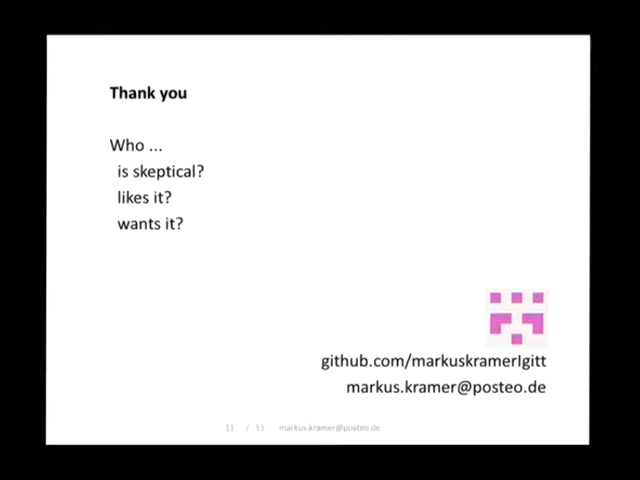 Thank you
Who ...
is skeptical?
likes it?
wants it?
github.com/markuskramerIgitt
markus.kramer@posteo.de
11 / 11 markus.kramer@posteo.de